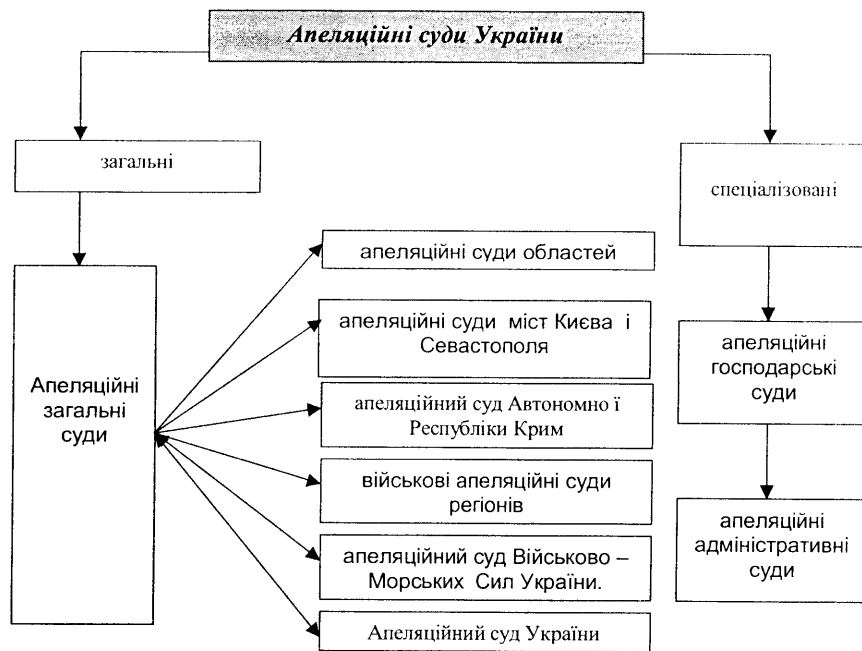 Апеляційні суди України
загальні
спеціалізовані
Апеляційні
загальні
суди
апеляційні суди областей
апеляційні суди міст Києва і
Севастополя
апеляційний суд Автономно ї
Республіки Крим
військові апеляційні суди
регіонів
апеляційний суд Військово –
Морських Сил України.
Апеляційний суд України
апеляційні
господарські
суди
апеляційні
адміністративні
суди